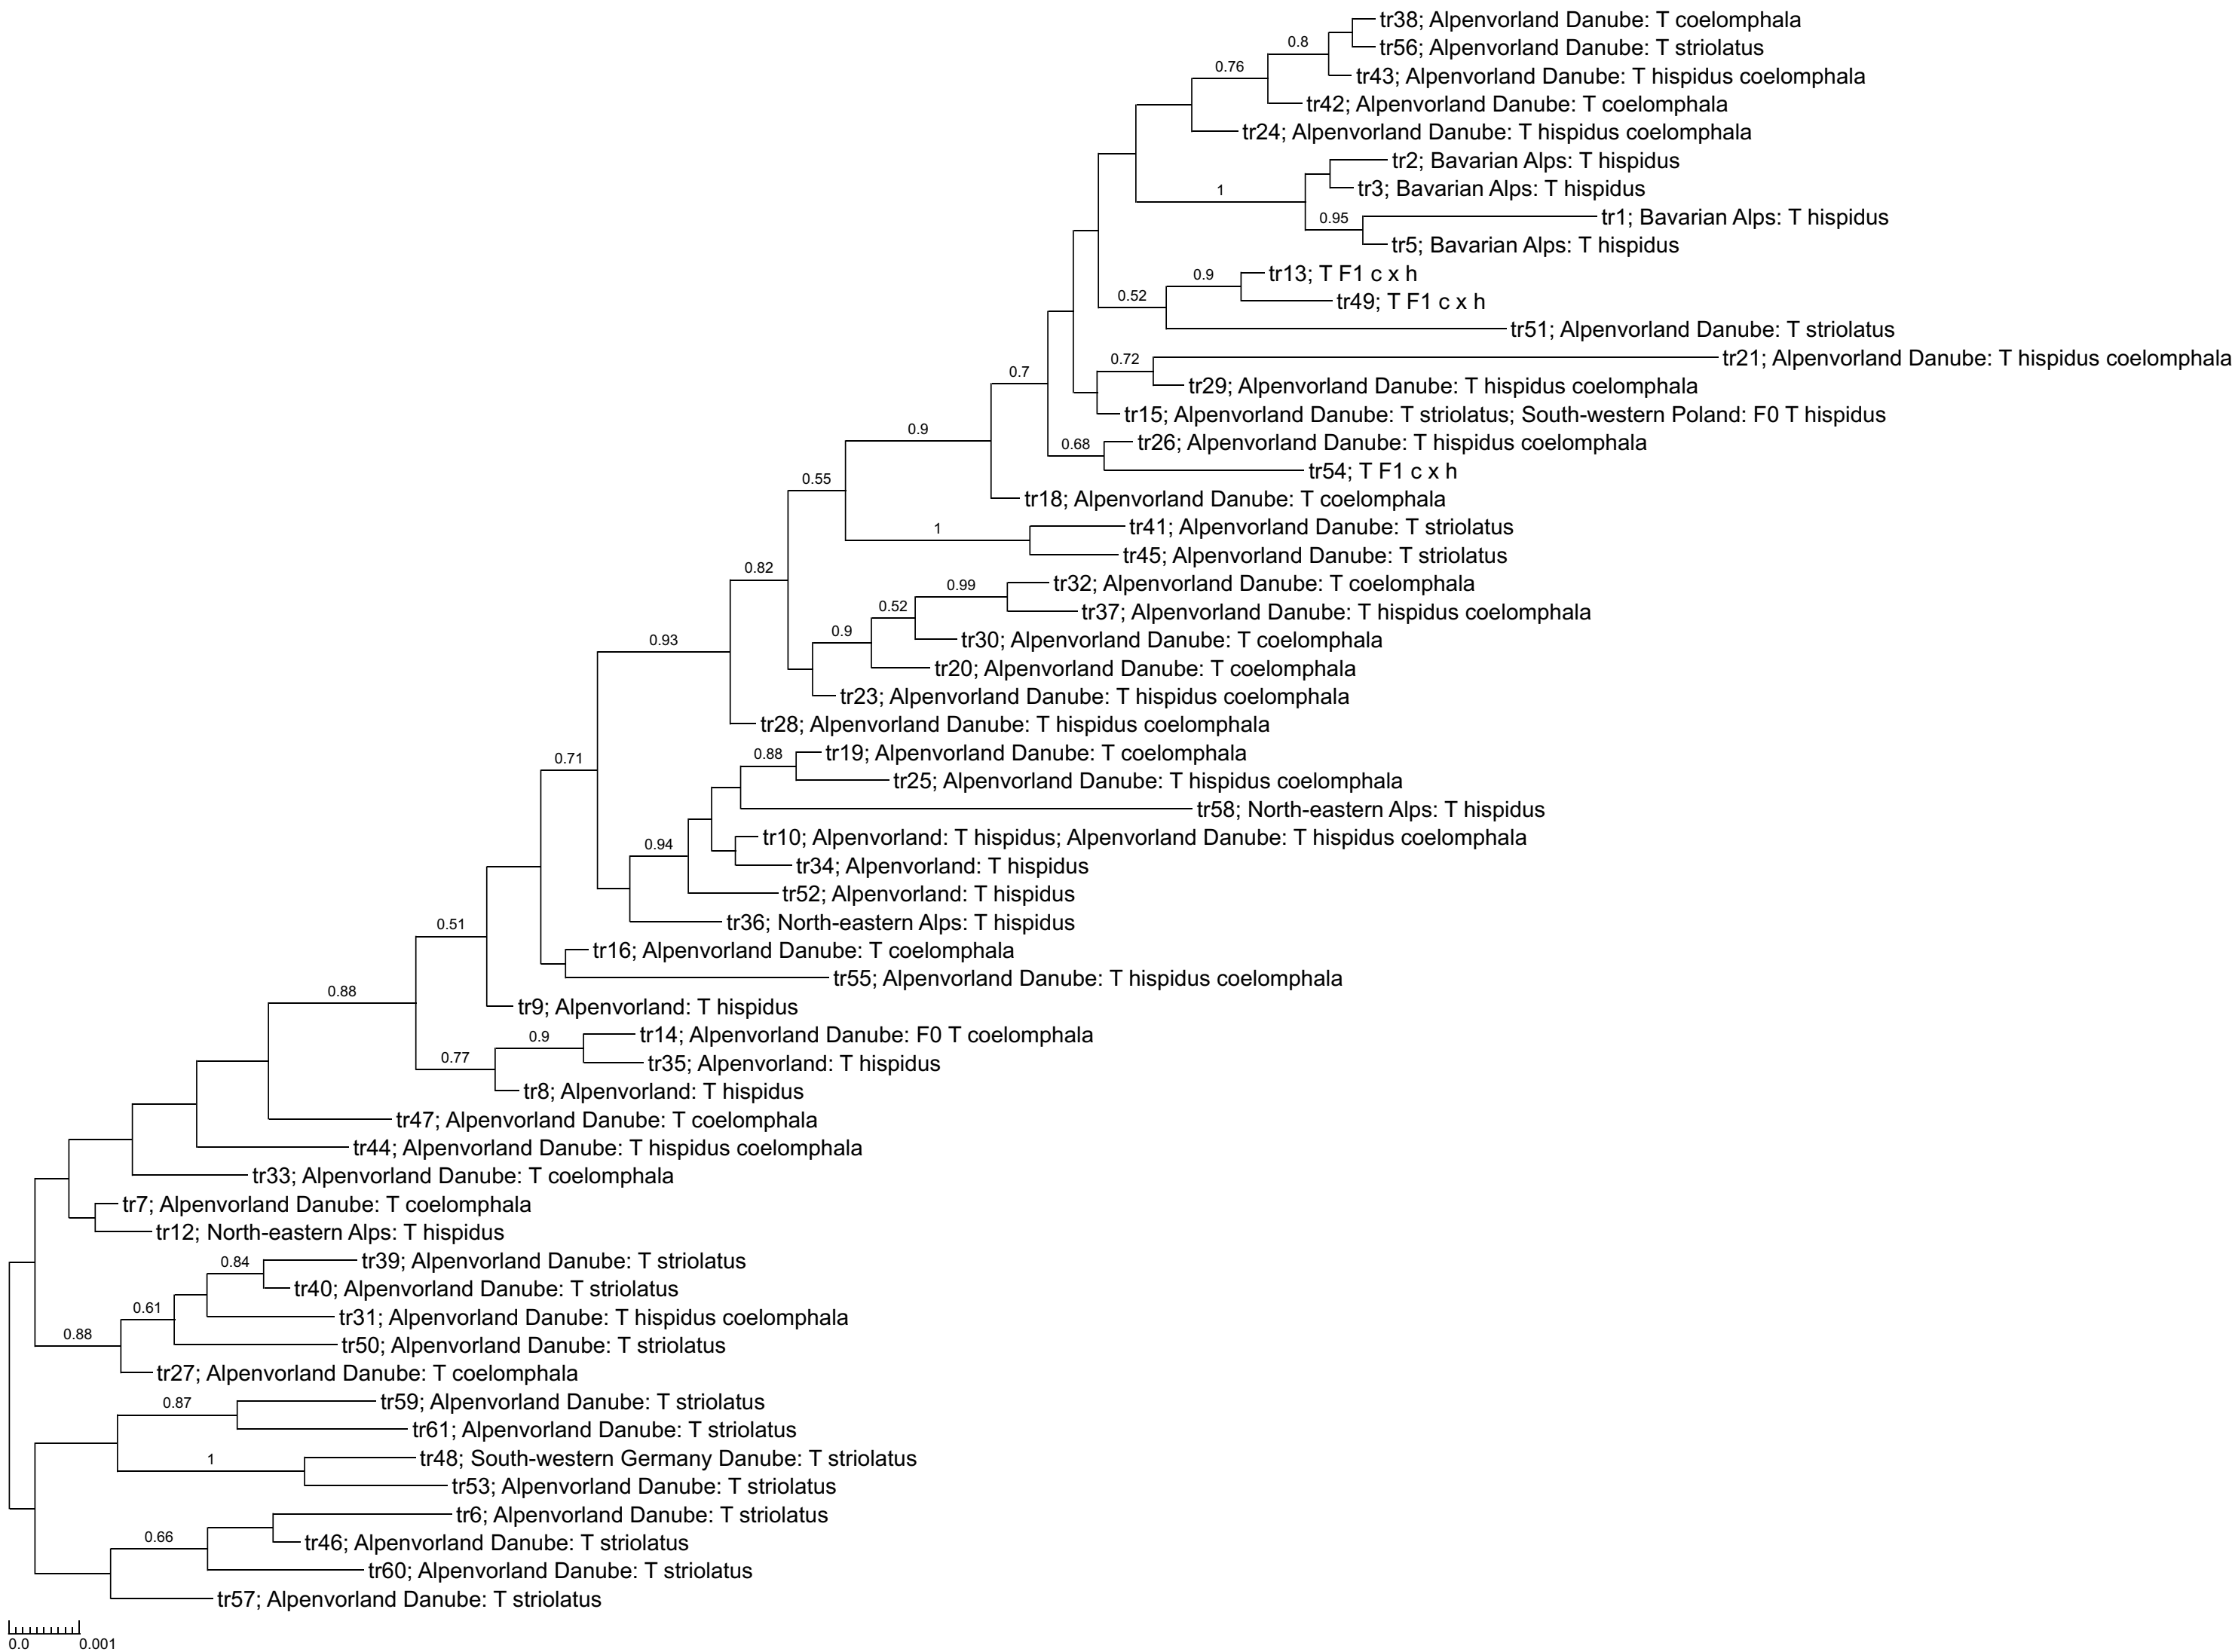 tr38; Alpenvorland Danube: T coelomphala
0.8
tr56; Alpenvorland Danube: T striolatus
0.76
tr43; Alpenvorland Danube: T hispidus coelomphala
tr42; Alpenvorland Danube: T coelomphala
tr24; Alpenvorland Danube: T hispidus coelomphala
tr2; Bavarian Alps: T hispidus
1
tr3; Bavarian Alps: T hispidus
0.95
tr1; Bavarian Alps: T hispidus
tr5; Bavarian Alps: T hispidus
0.9
tr13; T F1 c x h
0.52
tr49; T F1 c x h
tr51; Alpenvorland Danube: T striolatus
0.72
tr21; Alpenvorland Danube: T hispidus coelomphala
0.7
tr29; Alpenvorland Danube: T hispidus coelomphala
tr15; Alpenvorland Danube: T striolatus; South-western Poland: F0 T hispidus
0.9
0.68
tr26; Alpenvorland Danube: T hispidus coelomphala
tr54; T F1 c x h
0.55
tr18; Alpenvorland Danube: T coelomphala
1
tr41; Alpenvorland Danube: T striolatus
tr45; Alpenvorland Danube: T striolatus
0.82
0.99
tr32; Alpenvorland Danube: T coelomphala
0.52
tr37; Alpenvorland Danube: T hispidus coelomphala
0.93
0.9
tr30; Alpenvorland Danube: T coelomphala
tr20; Alpenvorland Danube: T coelomphala
tr23; Alpenvorland Danube: T hispidus coelomphala
tr28; Alpenvorland Danube: T hispidus coelomphala
0.71
0.88
tr19; Alpenvorland Danube: T coelomphala
tr25; Alpenvorland Danube: T hispidus coelomphala
tr58; North-eastern Alps: T hispidus
0.94
tr10; Alpenvorland: T hispidus; Alpenvorland Danube: T hispidus coelomphala
tr34; Alpenvorland: T hispidus
tr52; Alpenvorland: T hispidus
0.51
tr36; North-eastern Alps: T hispidus
tr16; Alpenvorland Danube: T coelomphala
tr55; Alpenvorland Danube: T hispidus coelomphala
0.88
tr9; Alpenvorland: T hispidus
0.9
tr14; Alpenvorland Danube: F0 T coelomphala
0.77
tr35; Alpenvorland: T hispidus
tr8; Alpenvorland: T hispidus
tr47; Alpenvorland Danube: T coelomphala
tr44; Alpenvorland Danube: T hispidus coelomphala
tr33; Alpenvorland Danube: T coelomphala
tr7; Alpenvorland Danube: T coelomphala
tr12; North-eastern Alps: T hispidus
0.84
tr39; Alpenvorland Danube: T striolatus
tr40; Alpenvorland Danube: T striolatus
0.61
tr31; Alpenvorland Danube: T hispidus coelomphala
0.88
tr50; Alpenvorland Danube: T striolatus
tr27; Alpenvorland Danube: T coelomphala
0.87
tr59; Alpenvorland Danube: T striolatus
tr61; Alpenvorland Danube: T striolatus
1
tr48; South-western Germany Danube: T striolatus
tr53; Alpenvorland Danube: T striolatus
tr6; Alpenvorland Danube: T striolatus
0.66
tr46; Alpenvorland Danube: T striolatus
tr60; Alpenvorland Danube: T striolatus
tr57; Alpenvorland Danube: T striolatus
0.0 0.001